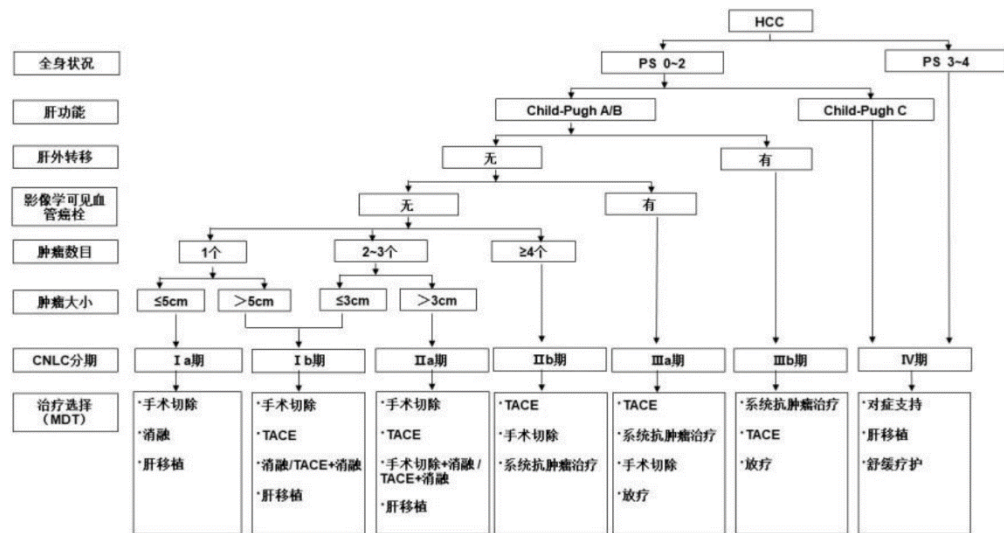 HCC
全身状况
PS 0~2
PS 3~4
肝功能
Child-Pugh A/B
Child-Pugh C
肝外转移
无
有
影像学可见血
管癌栓
无
有
肿瘤数目
1个
2~3个
≥4个
肿瘤大小
≤5cm
＞5cm
≤3cm
＞3cm
CNLC分期
Ⅰa期
Ⅰb期
Ⅱa期
Ⅱb期
Ⅲa期
Ⅲb期
Ⅳ期
治疗选择
（MDT）
·手术切除
·消融
·肝移植
·手术切除
·TACE
·消融/TACE+消融
·肝移植
·手术切除
·TACE
·手术切除+消融/
TACE+消融
·肝移植
·TACE
·手术切除
·系统抗肿瘤治疗
·TACE
·系统抗肿瘤治疗
·手术切除
·放疗
·系统抗肿瘤治疗
·TACE
·放疗
·对症支持
·肝移植
·舒缓疗护